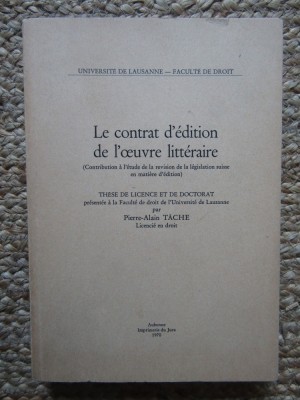 UNIVERSITE DE LAUSANNE — FACULTE DE DROIT
Le contrat d'édition
de l'œuvre littéraire
(Contribution à l'étude de la revision de la législation suisse
en matière d'édition)
THESE DE LICENCE ET DE DOCTORAT
présentée à la Faculté de droit de l'Université de Lausanne
par
Pierre-Alain TÂCHE
Licencié en droit
Aubonne
Imprimerie du Jura